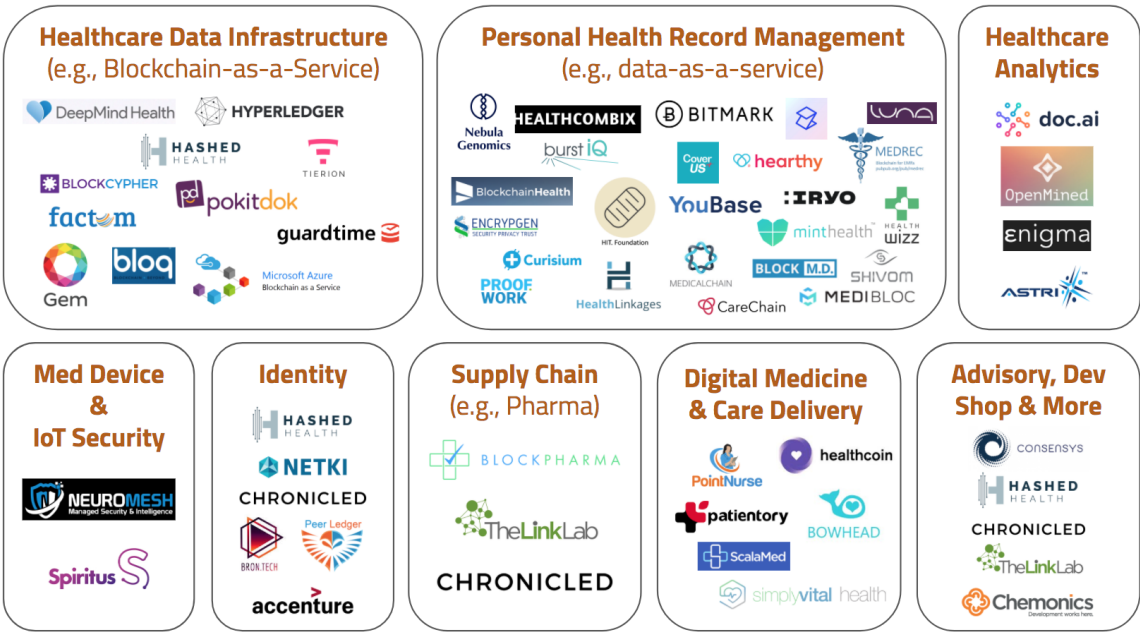 Healthcare Data Infrastructure
(e.g., Blockchain-as-a-Service)
DeepMind Health
HYPERLEDGER
HASHED
HEALTH
TIERION
BLOCKCYPHER
pd pokitdok
factom
guardtime
Gem
bloq
Microsoft Azure
Blockchain as a Service
Personal Health Record Management
(e.g., data-as-a-service)
Nebula
Genomics
HEALTHCOMBIX
BITMARK
LUNA
burst iQ
Cover
US
hearthy
MEDREC
BlockchainHealth
HIT. Foundation
YouBase
:IRYO
HEALTH
WIZZ
ENCRYPGEN
SECURITY PRIVACY TRUST
minthealth™
Curisium
PROOF
WORK
HealthLinkages
MEDICALCHAIN
BLOCK M.D.
SHIVOM
CareChain
MEDIBLOC
Healthcare
Analytics
doc.ai
OpenMined
εnigma
ASTRI™
Med Device
&
IoT Security
NEUROMESH
Managed Security & Intelligence
Spiritus
Identity
HASHED
HEALTH
NETKI
CHRONICLED
BRON.TECH
Peer Ledger
accenture
Supply Chain
(e.g., Pharma)
BLOCKPHARMA
TheLinkLab
CHRONICLED
Digital Medicine
& Care Delivery
PointNurse
healthcoin
patientory
BOWHEAD
ScalaMed
simplyvital health
Advisory, Dev
Shop & More
CONSENSYS
HASHED
HEALTH
CHRONICLED
TheLinkLab
Chemonics
Development works here.